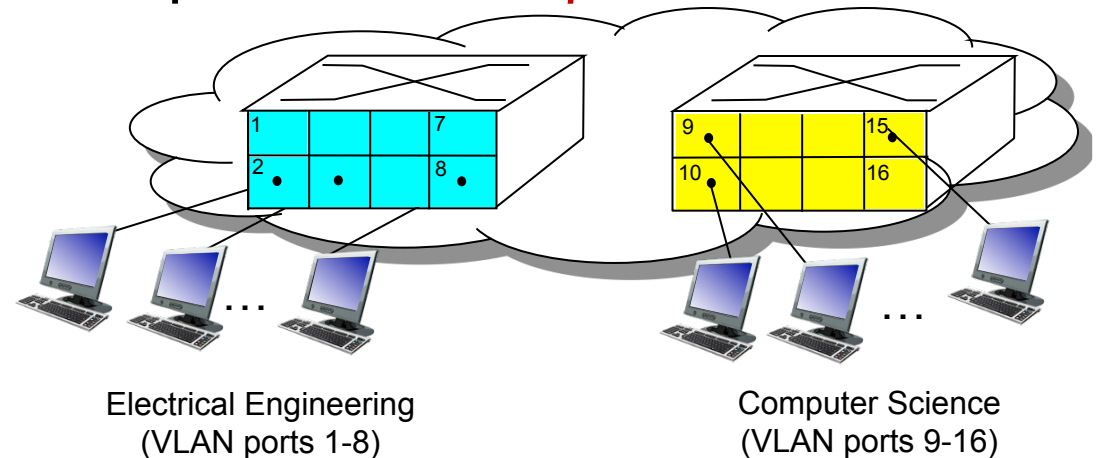 1
7
2
8
9
15
10
16
...
...
Electrical Engineering
(VLAN ports 1-8)
Computer Science
(VLAN ports 9-16)